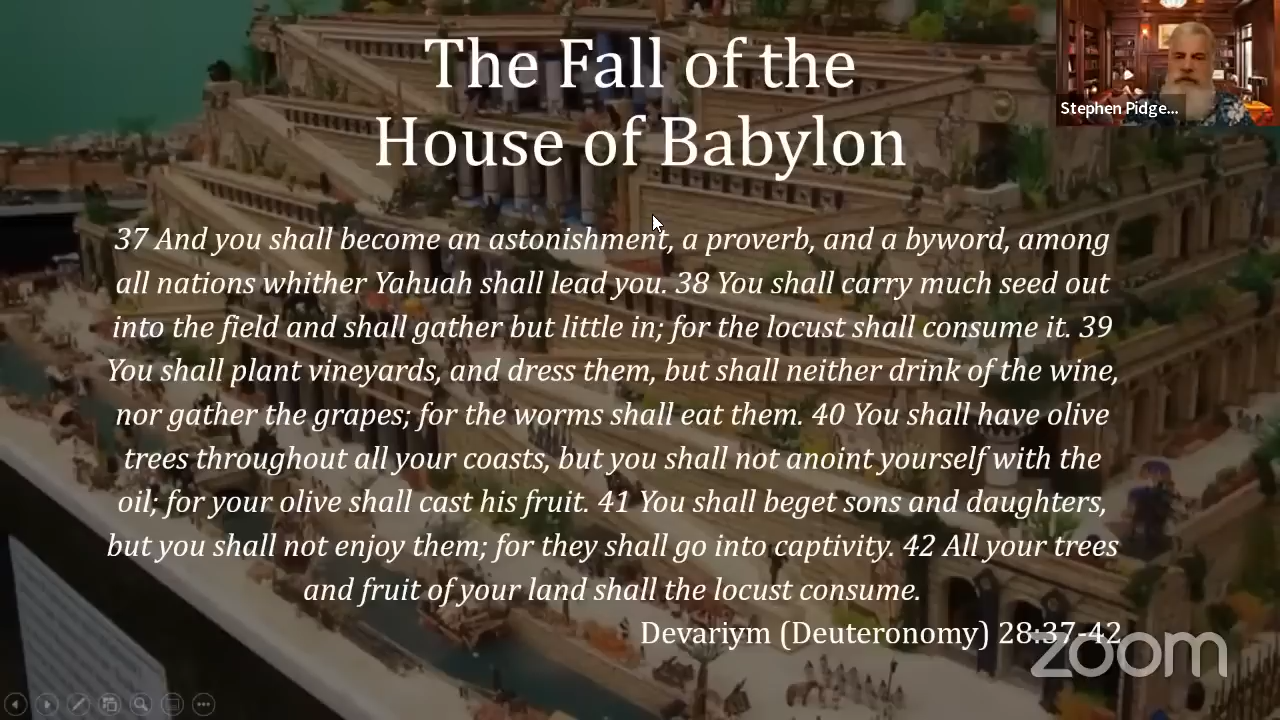 The Fall of the
House of Babylon
Stephen Pidge...
37 And you shall become an astonishment, a proverb, and a byword, among
all nations whither Yahuah shall lead you. 38 You shall carry much seed out
into the field and shall gather but little in; for the locust shall consume it. 39
You shall plant vineyards, and dress them, but shall neither drink of the wine,
nor gather the grapes; for the worms shall eat them. 40 You shall have olive
trees throughout all your coasts, but you shall not anoint yourself with the
oil; for your olive shall cast his fruit. 41 You shall beget sons and daughters,
but you shall not enjoy them; for they shall go into captivity. 42 All your trees
and fruit of your land shall the locust consume.
Devariym (Deuteronomy) 28:37-42
zoom